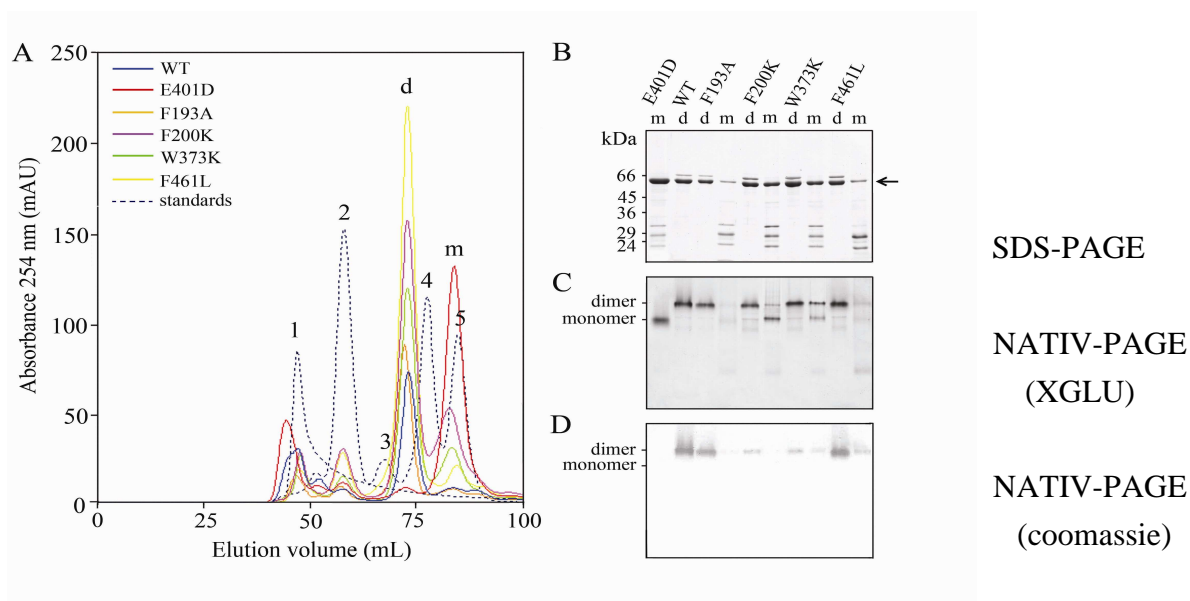 A
250
200
150
100
50
0
0
25
50
75
100
Absorbance 254 nm (mAU)
Elution volume (mL)
WT
E401D
F193A
F200K
W373K
F461L
standards
1
2
3
d
4
m
5
B
E401D WT F193A F200K W373K F461L
m d d m d m d m d m
kDa
66
45
36
29
24
C
dimer
monomer
D
dimer
monomer
SDS-PAGE
NATIV-PAGE
(XGLU)
NATIV-PAGE
(coomassie)